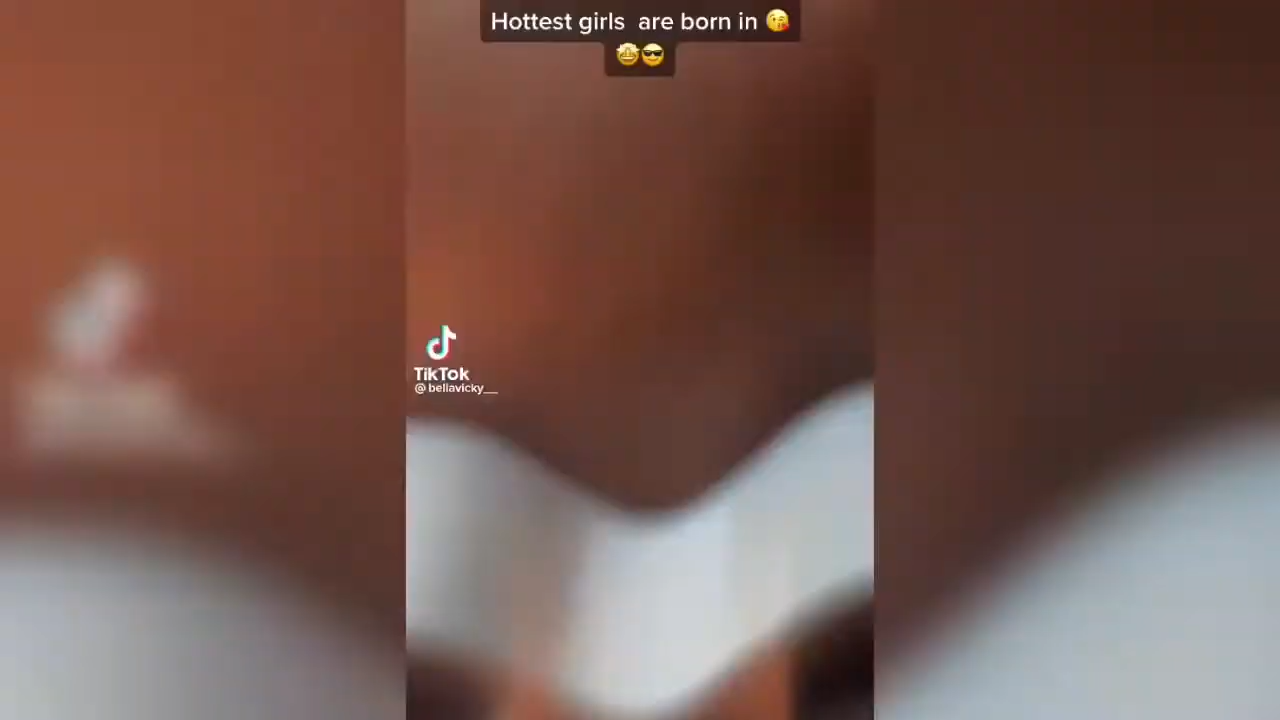 Hottest girls  are born in 😘
🤩😎
TikTok
@bellavicky__